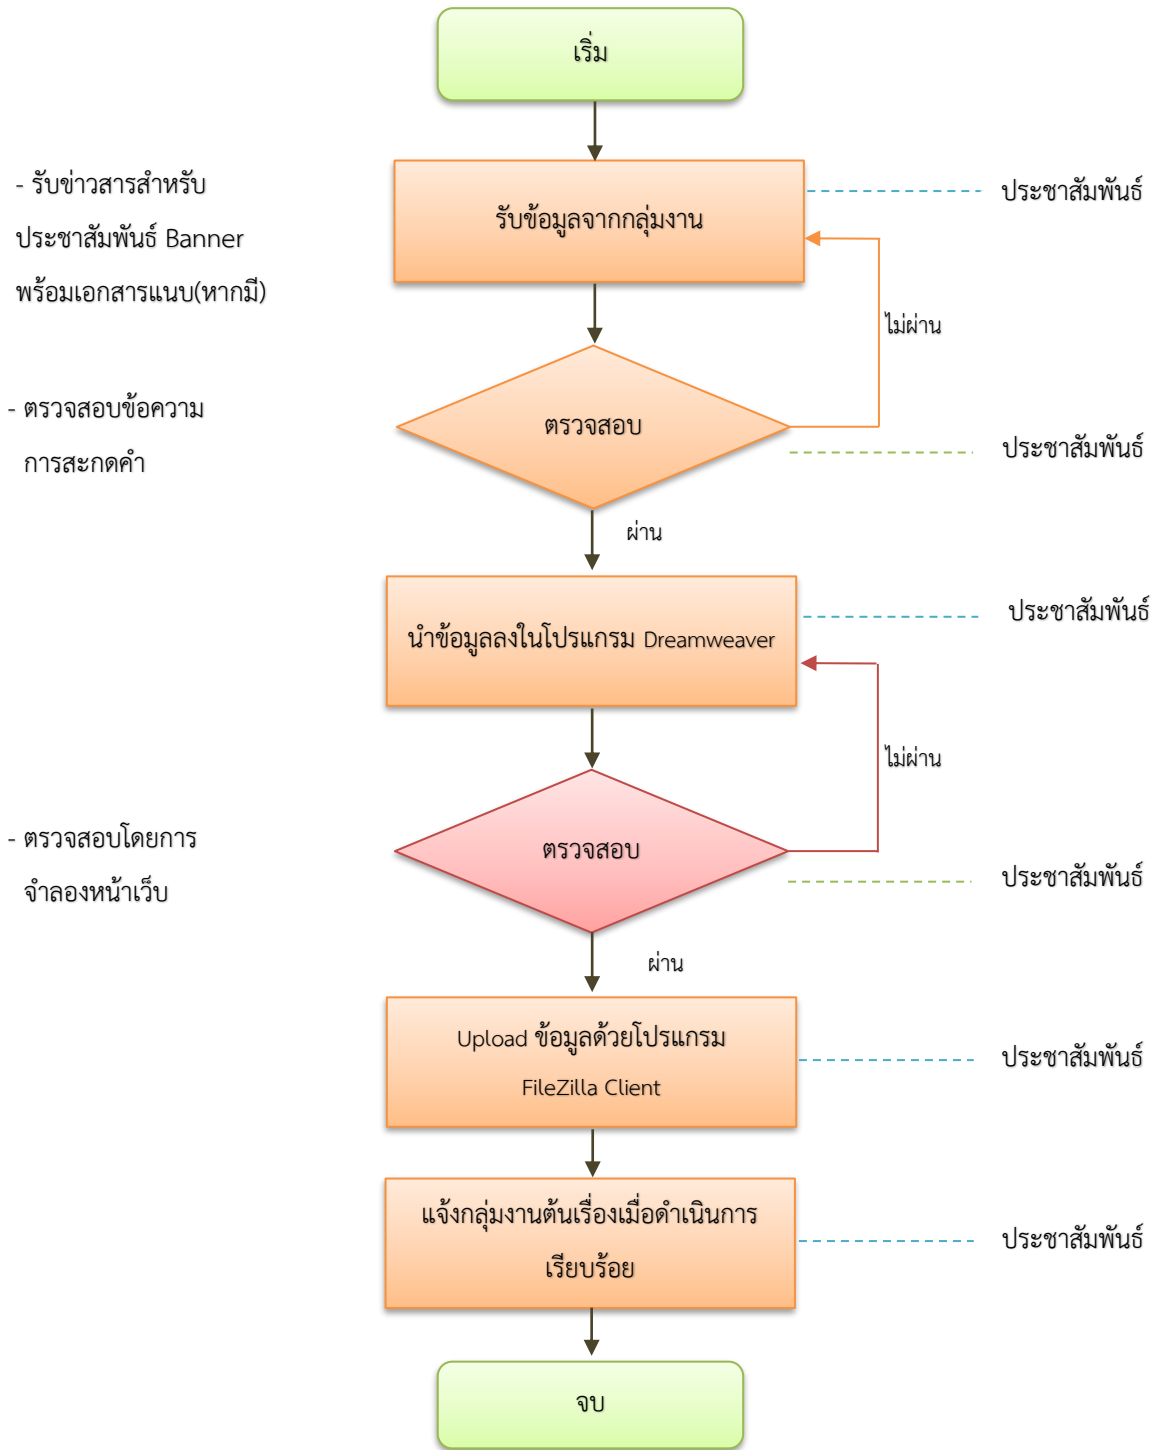 เริ่ม
- รับข่าวสารสำหรับ
ประชาสัมพันธ์ Banner
พร้อมเอกสารแนบ(หากมี)
รับข้อมูลจากกลุ่มงาน
ประชาสัมพันธ์
ไม่ผ่าน
- ตรวจสอบข้อความ
การสะกดคำ
ตรวจสอบ
ประชาสัมพันธ์
ผ่าน
นำข้อมูลลงในโปรแกรม Dreamweaver
ประชาสัมพันธ์
ไม่ผ่าน
- ตรวจสอบโดยการ
จำลองหน้าเว็บ
ตรวจสอบ
ประชาสัมพันธ์
ผ่าน
Upload ข้อมูลด้วยโปรแกรม
FileZilla Client
ประชาสัมพันธ์
แจ้งกลุ่มงานต้นเรื่องเมื่อดำเนินการ
เรียบร้อย
ประชาสัมพันธ์
จบ